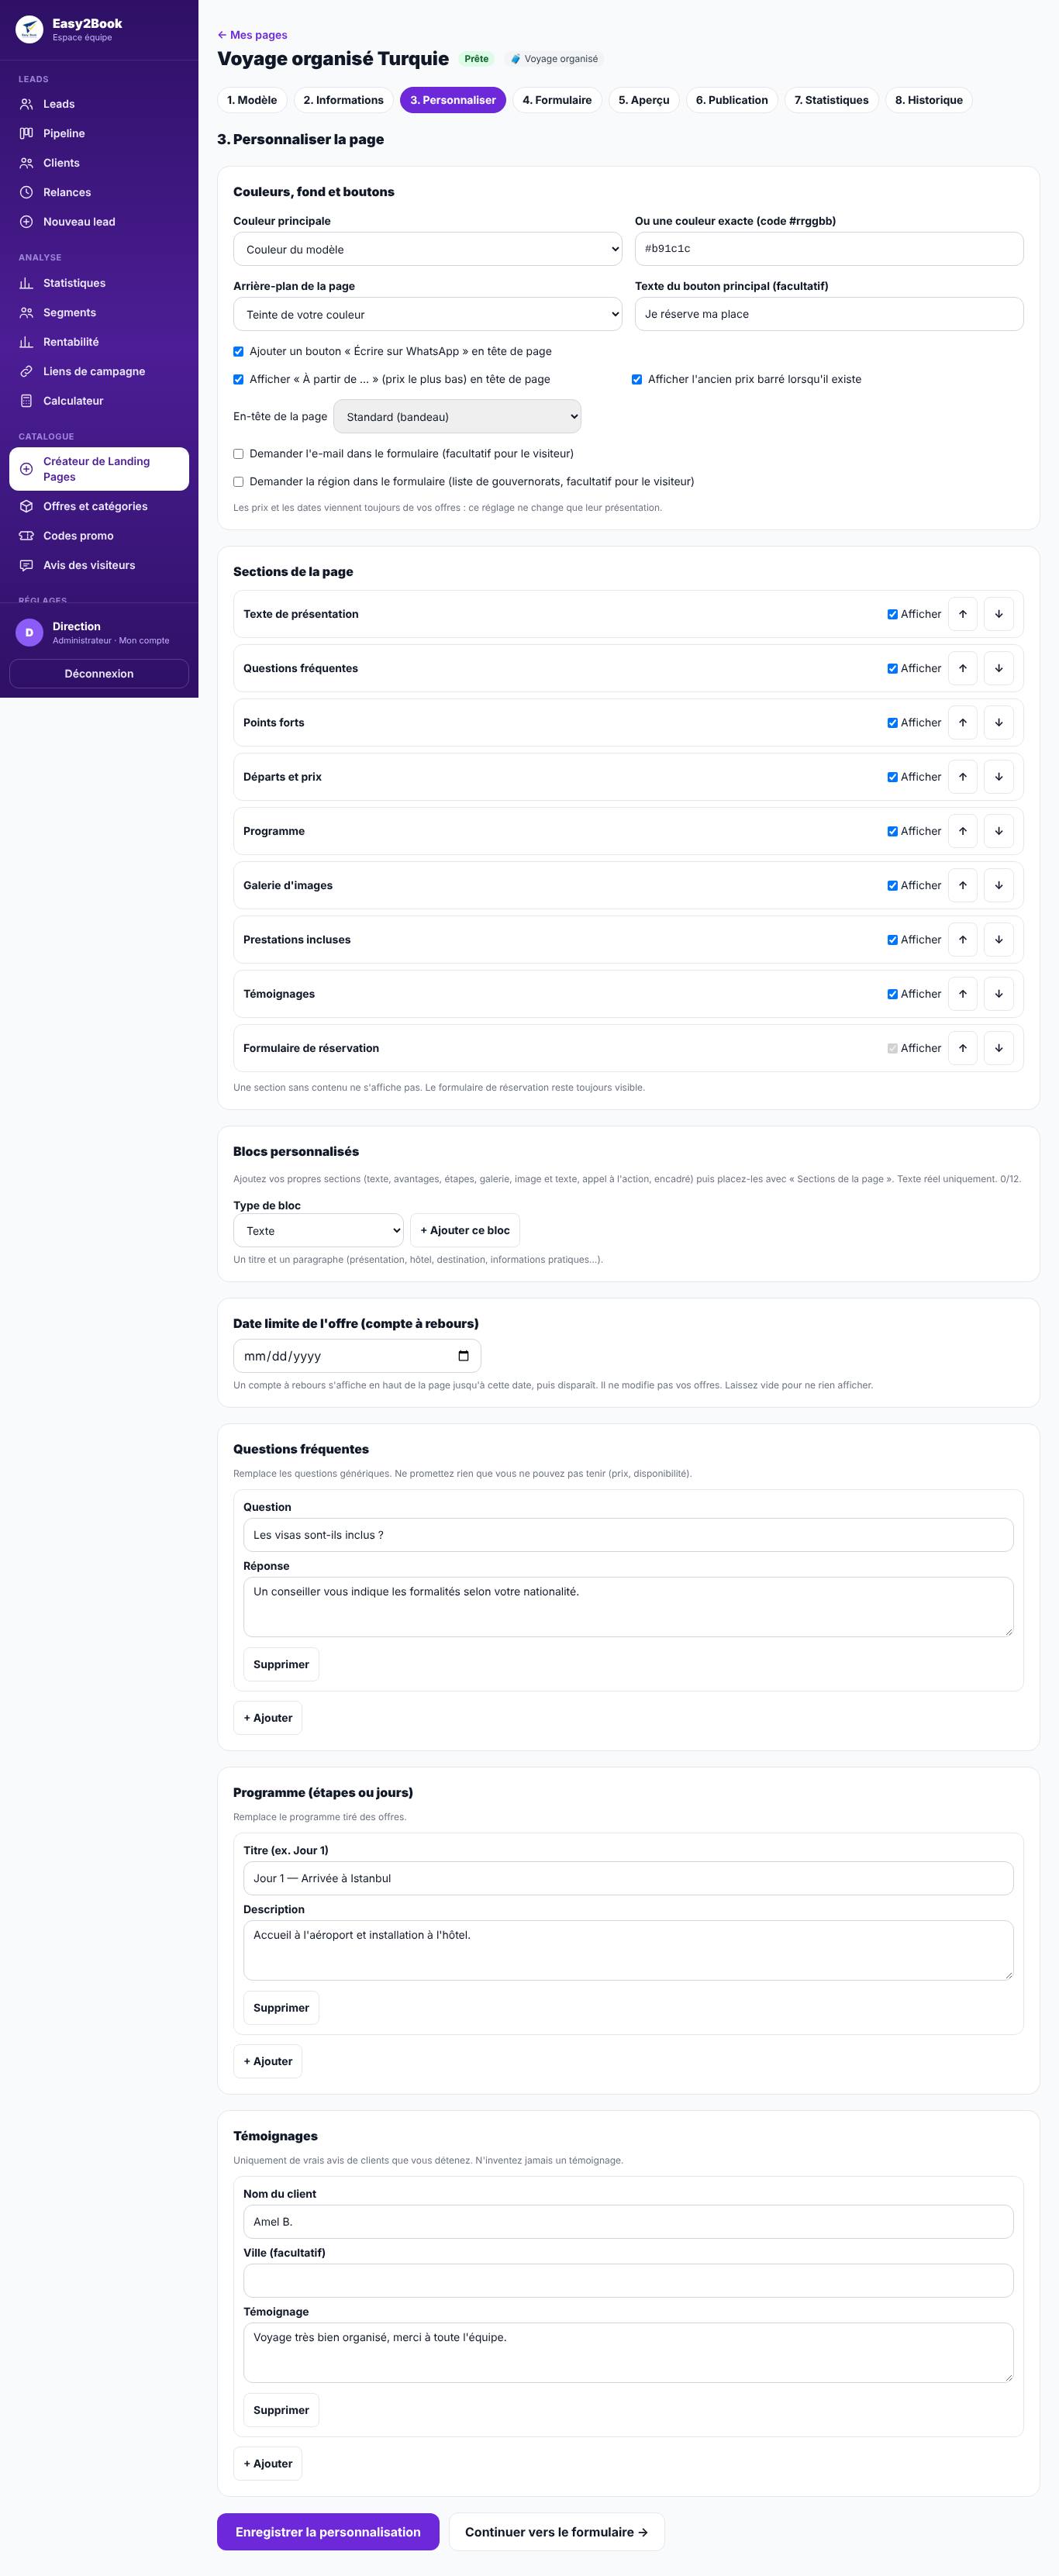 Easy2Book
Espace équipe
LEADS
Leads
Pipeline
Clients
Relances
Nouveau lead
ANALYSE
Statistiques
Segments
Rentabilité
Liens de campagne
Calculateur
CATALOGUE
Créateur de Landing
Pages
Offres et catégories
Codes promo
Avis des visiteurs
RÉGLAGES
D
Direction
Administrateur · Mon compte
Déconnexion
← Mes pages
Voyage organisé Turquie Prête 🧳 Voyage organisé
1. Modèle 2. Informations 3. Personnaliser 4. Formulaire 5. Aperçu 6. Publication 7. Statistiques 8. Historique
3. Personnaliser la page
Couleurs, fond et boutons
Couleur principale Ou une couleur exacte (code #rrggbb)
Couleur du modèle #b91c1c
Arrière-plan de la page Texte du bouton principal (facultatif)
Teinte de votre couleur Je réserve ma place
Ajouter un bouton « Écrire sur WhatsApp » en tête de page
Afficher « À partir de … » (prix le plus bas) en tête de page Afficher l'ancien prix barré lorsqu'il existe
En-tête de la page Standard (bandeau)
Demander l'e-mail dans le formulaire (facultatif pour le visiteur)
Demander la région dans le formulaire (liste de gouvernorats, facultatif pour le visiteur)
Les prix et les dates viennent toujours de vos offres : ce réglage ne change que leur présentation.
Sections de la page
Texte de présentation Afficher ↑ ↓
Questions fréquentes Afficher ↑ ↓
Points forts Afficher ↑ ↓
Départs et prix Afficher ↑ ↓
Programme Afficher ↑ ↓
Galerie d'images Afficher ↑ ↓
Prestations incluses Afficher ↑ ↓
Témoignages Afficher ↑ ↓
Formulaire de réservation Afficher ↑ ↓
Une section sans contenu ne s'affiche pas. Le formulaire de réservation reste toujours visible.
Blocs personnalisés
Ajoutez vos propres sections (texte, avantages, étapes, galerie, image et texte, appel à l'action, encadré) puis placez-les avec « Sections de la page ». Texte réel uniquement. 0/12.
Type de bloc
Texte + Ajouter ce bloc
Un titre et un paragraphe (présentation, hôtel, destination, informations pratiques…).
Date limite de l'offre (compte à rebours)
mm/dd/yyyy
Un compte à rebours s'affiche en haut de la page jusqu'à cette date, puis disparaît. Il ne modifie pas vos offres. Laissez vide pour ne rien afficher.
Questions fréquentes
Remplace les questions génériques. Ne promettez rien que vous ne pouvez pas tenir (prix, disponibilité).
Question
Les visas sont-ils inclus ?
Réponse
Un conseiller vous indique les formalités selon votre nationalité.
Supprimer
+ Ajouter
Programme (étapes ou jours)
Remplace le programme tiré des offres.
Titre (ex. Jour 1)
Jour 1 — Arrivée à Istanbul
Description
Accueil à l'aéroport et installation à l'hôtel.
Supprimer
+ Ajouter
Témoignages
Uniquement de vrais avis de clients que vous détenez. N'inventez jamais un témoignage.
Nom du client
Amel B.
Ville (facultatif)
Témoignage
Voyage très bien organisé, merci à toute l'équipe.
Supprimer
+ Ajouter
Enregistrer la personnalisation Continuer vers le formulaire →